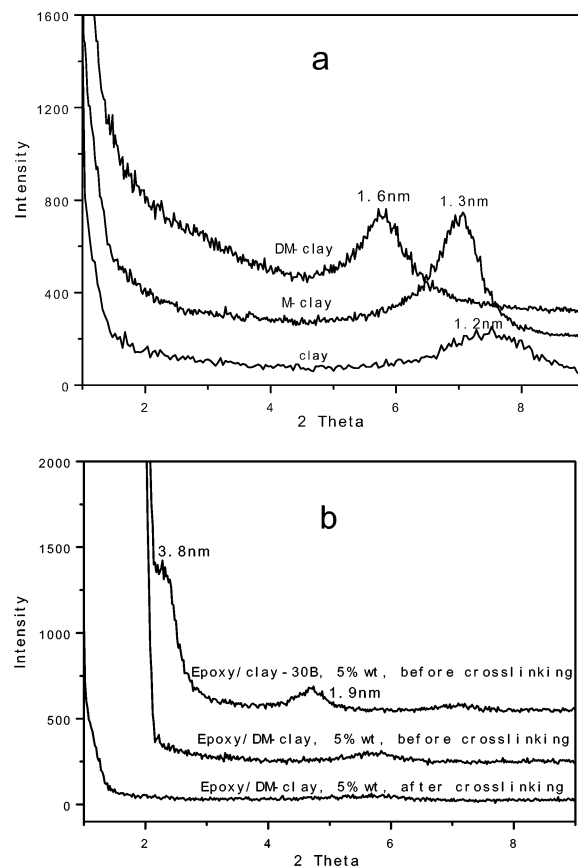 1600
a
1200
Intensity
1.6nm
1.3nm
800
DM-clay
400
M-clay
1.2nm
clay
0
2
4
6
8
2 Theta
2000
b
3.8nm
1500
Intensity
1000
Epoxy/clay-30B, 5%wt, before crosslinking
1.9nm
500
Epoxy/DM-clay, 5%wt, before crosslinking
Epoxy/DM-clay, 5%wt, after crosslinking
0
2
4
6
8
2 Theta